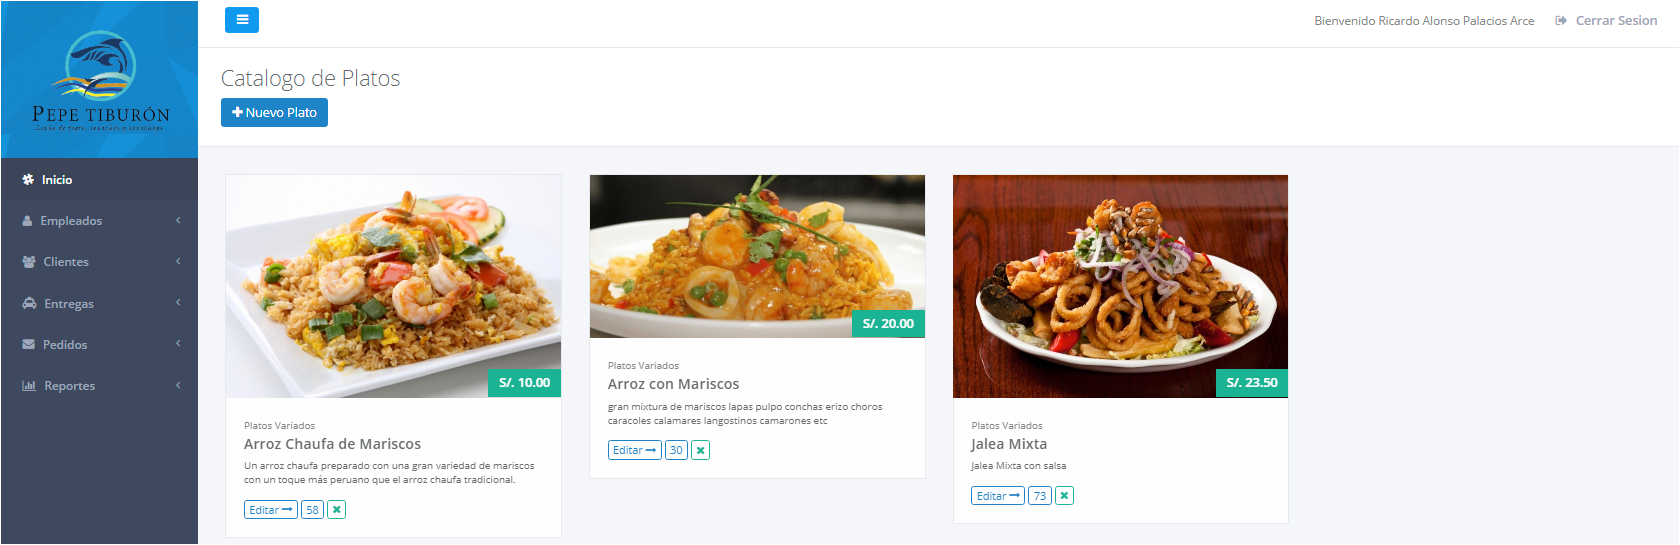 Bienvenido Ricardo Alonso Palacios Arce
Cerrar Sesion
PEPE TIBURÓN
Catalogo de Platos
Nuevo Plato
Inicio
Empleados
Clientes
Entregas
Pedidos
Reportes
S/. 10.00
Platos Variados
Arroz Chaufa de Mariscos
Un arroz chaufa preparado con una gran variedad de mariscos
con un toque más peruano que el arroz chaufa tradicional.
Editar
58
S/. 20.00
Platos Variados
Arroz con Mariscos
gran mixtura de mariscos lapas pulpo conchas erizo choros
caracoles calamares langostinos camarones etc
Editar
30
S/. 23.50
Platos Variados
Jalea Mixta
Jalea Mixta con salsa
Editar
73